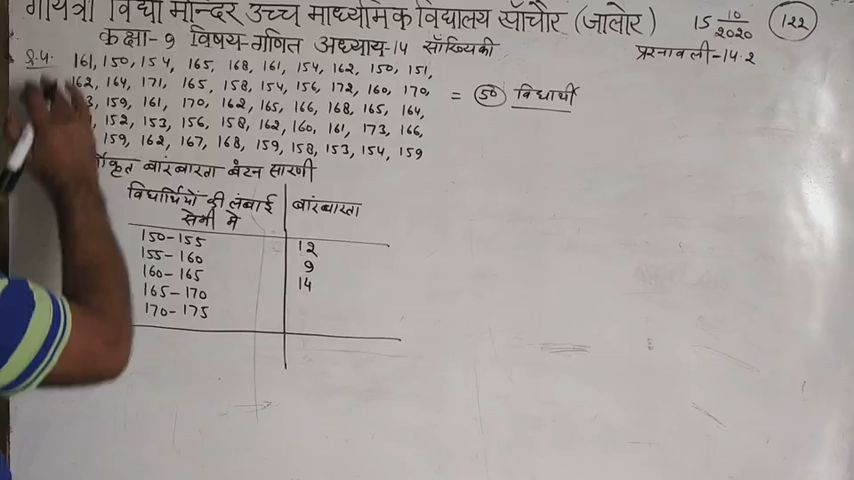 गायत्री विद्या मन्दिर उच्च माध्यमिक विद्यालय साँचौर (जालोर) 15 10/2020 122
कक्षा-9 विषय-गणित अध्याय-14 साँख्यिकी प्रश्नावली-14.2
प्र.4. 161, 150, 154, 165, 168, 161, 154, 162, 150, 151,
162, 164, 171, 165, 158, 154, 156, 172, 160, 170, = 50 विद्यार्थी
3, 159, 161, 170, 162, 165, 166, 168, 165, 164,
152, 153, 156, 158, 162, 160, 161, 173, 166,
159, 162, 167, 168, 159, 158, 153, 154, 159
कृत बारंबारता बंटन सारणी
विद्यार्थियों की लंबाई सेमी में बारंबारता
150-155 12
155-160 9
160-165 14
165-170
170-175